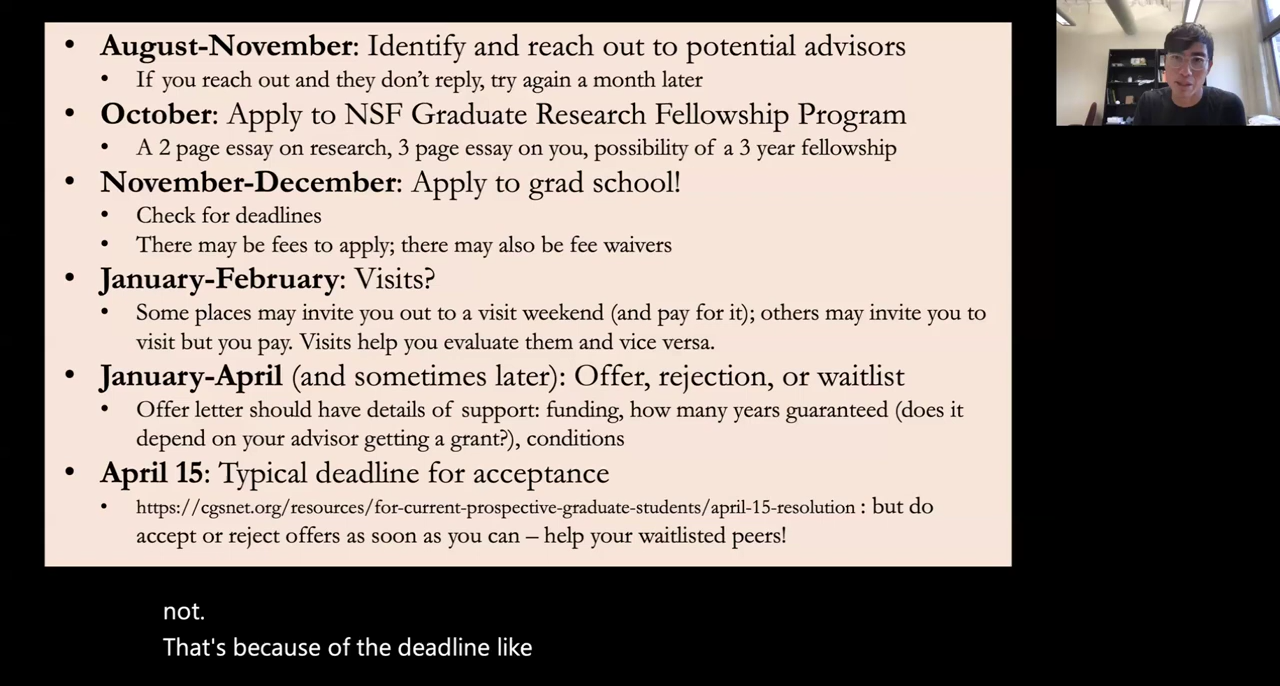 • August-November: Identify and reach out to potential advisors
• If you reach out and they don't reply, try again a month later
• October: Apply to NSF Graduate Research Fellowship Program
• A 2 page essay on research, 3 page essay on you, possibility of a 3 year fellowship
• November-December: Apply to grad school!
• Check for deadlines
• There may be fees to apply; there may also be fee waivers
• January-February: Visits?
• Some places may invite you out to a visit weekend (and pay for it); others may invite you to
visit but you pay. Visits help you evaluate them and vice versa.
• January-April (and sometimes later): Offer, rejection, or waitlist
• Offer letter should have details of support: funding, how many years guaranteed (does it
depend on your advisor getting a grant?), conditions
• April 15: Typical deadline for acceptance
• https://cgsnet.org/resources/for-current-prospective-graduate-students/april-15-resolution : but do
accept or reject offers as soon as you can – help your waitlisted peers!
not.
That's because of the deadline like